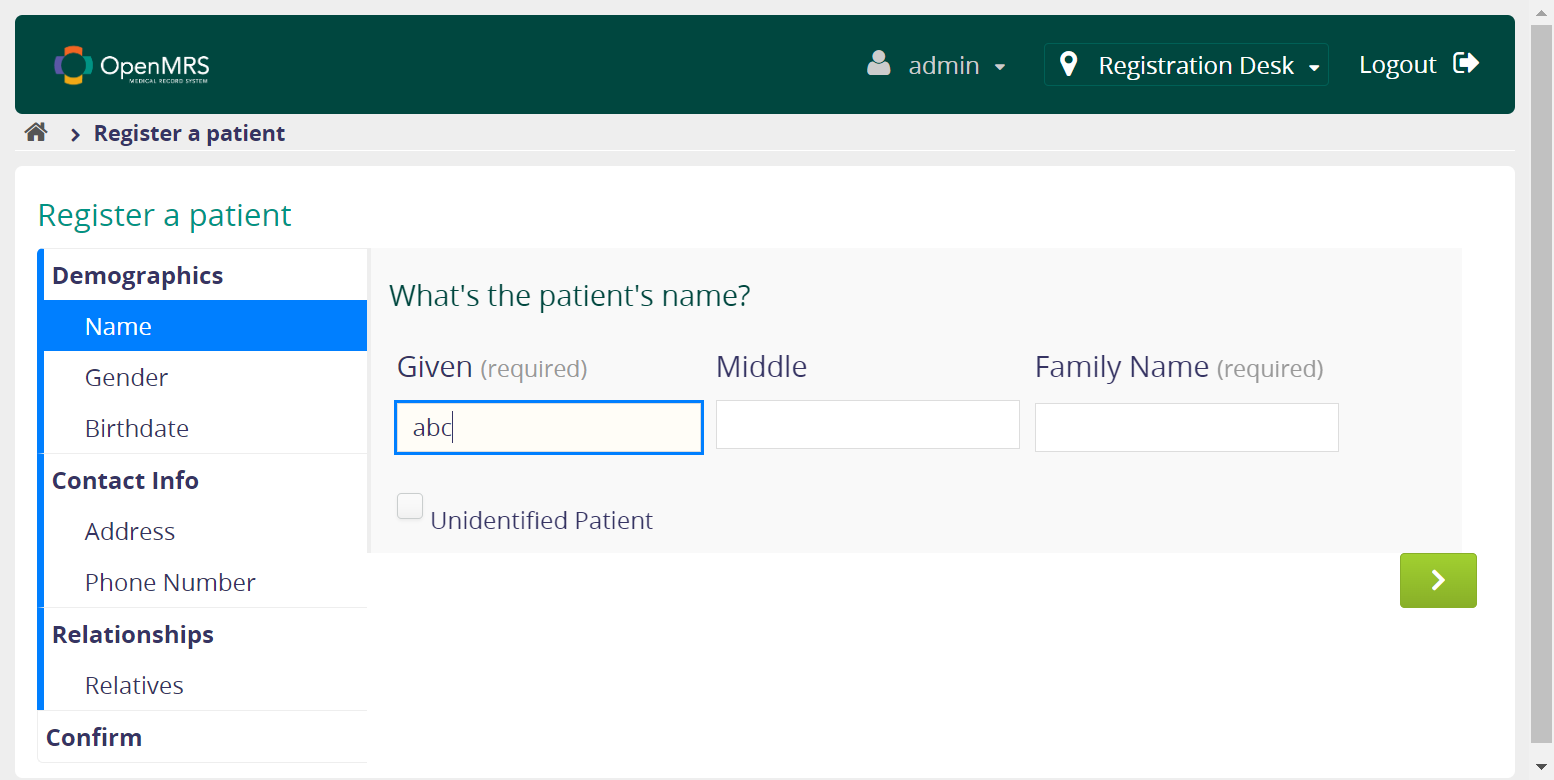 OpenMRS
MEDICAL RECORD SYSTEM
admin
Registration Desk
Logout
Register a patient
Register a patient
Demographics
Name
Gender
Birthdate
Contact Info
Address
Phone Number
Relationships
Relatives
Confirm
What's the patient's name?
Given (required)
Middle
Family Name (required)
abc
Unidentified Patient